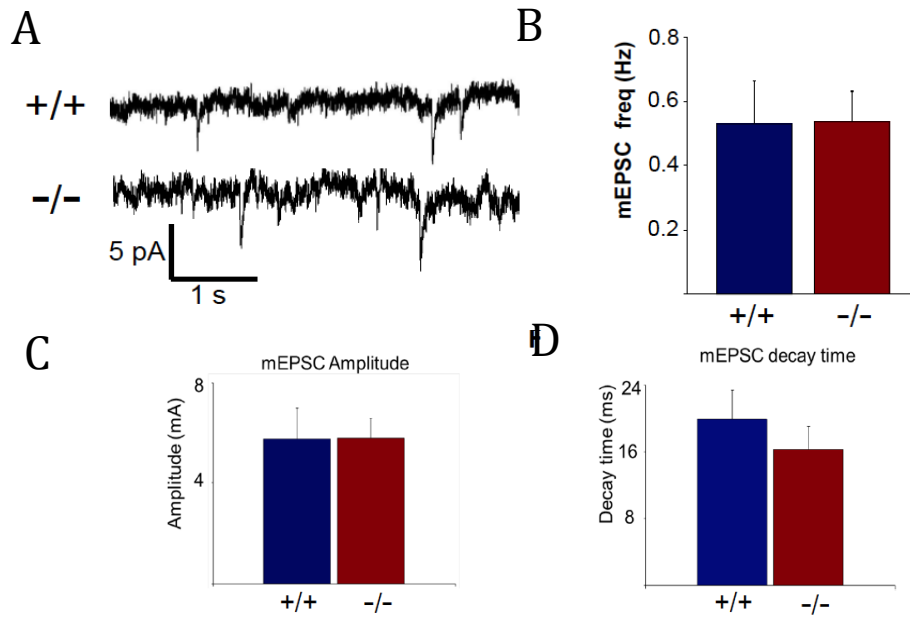 A
+/+
-/-
5 pA
1 s
B
mEPSC freq (Hz)
0.8
0.6
0.4
0.2
+/+
-/-
C
mEPSC Amplitude
Amplitude (mA)
8
4
+/+
-/-
D
mEPSC decay time
Decay time (ms)
24
16
8
+/+
-/-